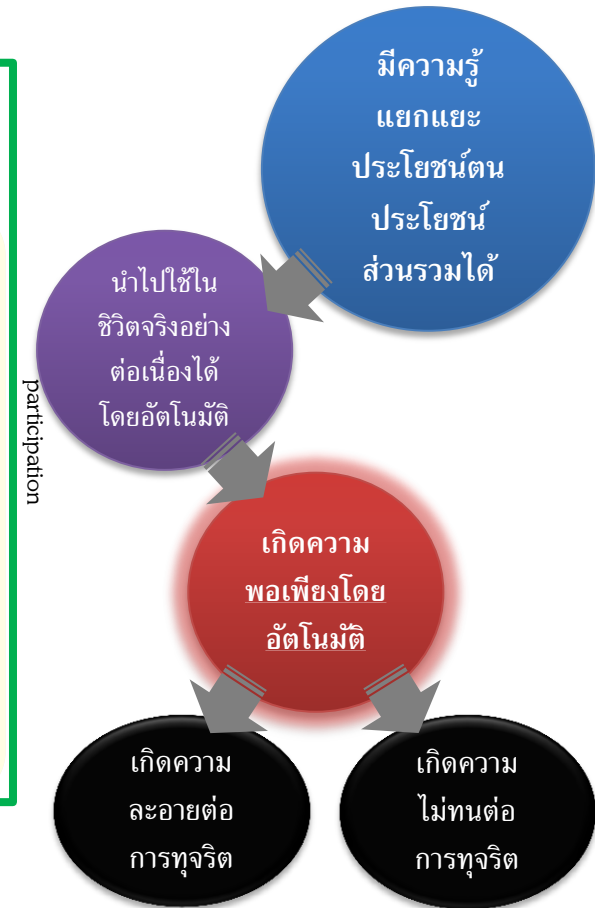 มีความรู้
แยกแยะ
ประโยชน์ตน
ประโยชน์
ส่วนรวมได้
นำไปใช้ใน
ชีวิตจริงอย่าง
ต่อเนื่องได้
โดยอัตโนมัติ
participation
เกิดความ
พอเพียงโดย
อัตโนมัติ
เกิดความ
ละอายต่อ
การทุจริต
เกิดความ
ไม่ทนต่อ
การทุจริต